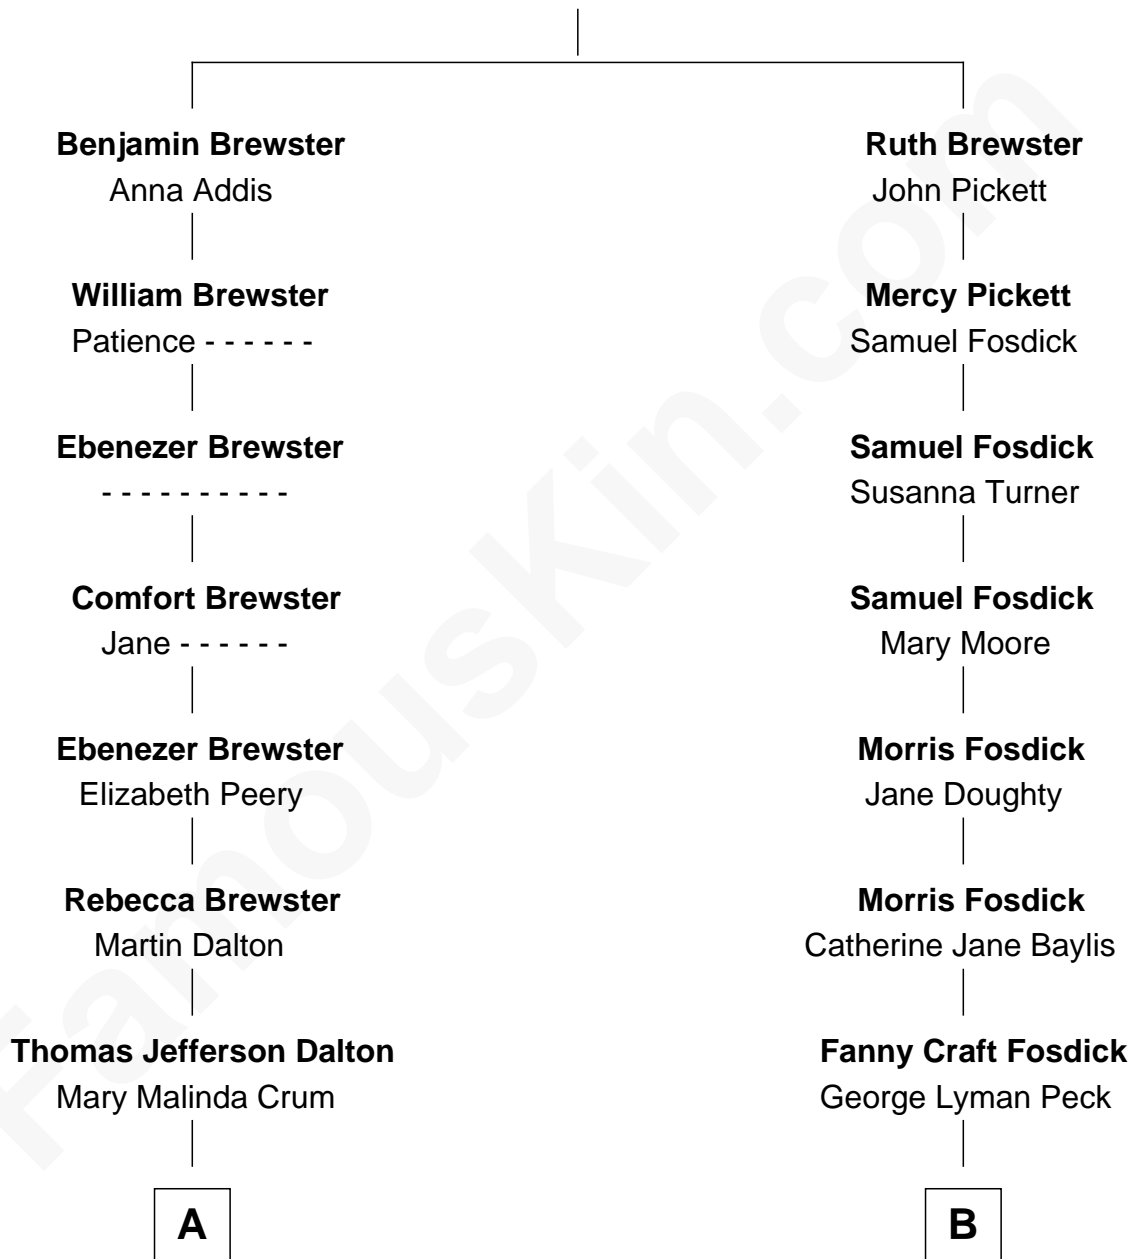 Benjamin Brewster
Anna Addis
William Brewster
Patience - - - - - -
Ebenezer Brewster
- - - - - - - - - -
Comfort Brewster
Jane - - - - - -
Ebenezer Brewster
Elizabeth Peery
Rebecca Brewster
Martin Dalton
Thomas Jefferson Dalton
Mary Malinda Crum
A
Ruth Brewster
John Pickett
Mercy Pickett
Samuel Fosdick
Samuel Fosdick
Susanna Turner
Samuel Fosdick
Mary Moore
Morris Fosdick
Jane Doughty
Morris Fosdick
Catherine Jane Baylis
Fanny Craft Fosdick
George Lyman Peck
B
FamousKin.com